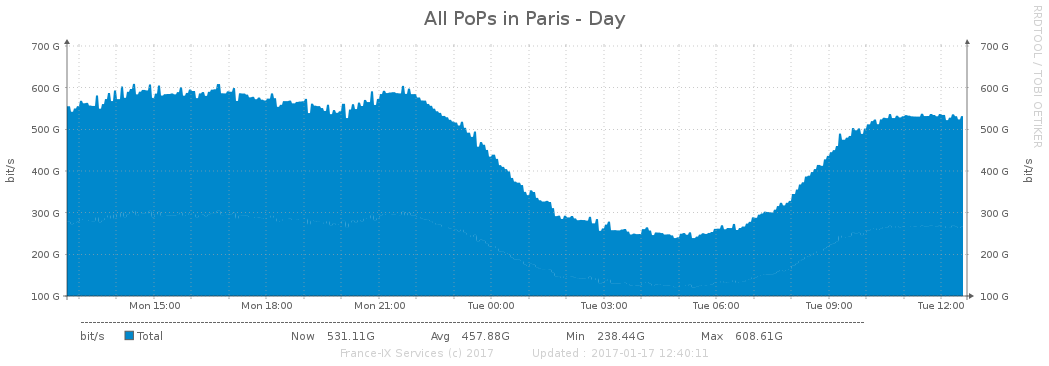 All PoPs in Paris - Day
RRDTOOL / TOBI OETIKER
700 G 700 G
600 G 600 G
500 G 500 G
400 G 400 G
300 G 300 G
200 G 200 G
100 G 100 G
bit/s bit/s
Mon 15:00 Mon 18:00 Mon 21:00 Tue 00:00 Tue 03:00 Tue 06:00 Tue 09:00 Tue 12:00
bit/s Total Now 531.11G Avg 457.88G Min 238.44G Max 608.61G
France-IX Services (c) 2017 Updated : 2017-01-17 12:40:11